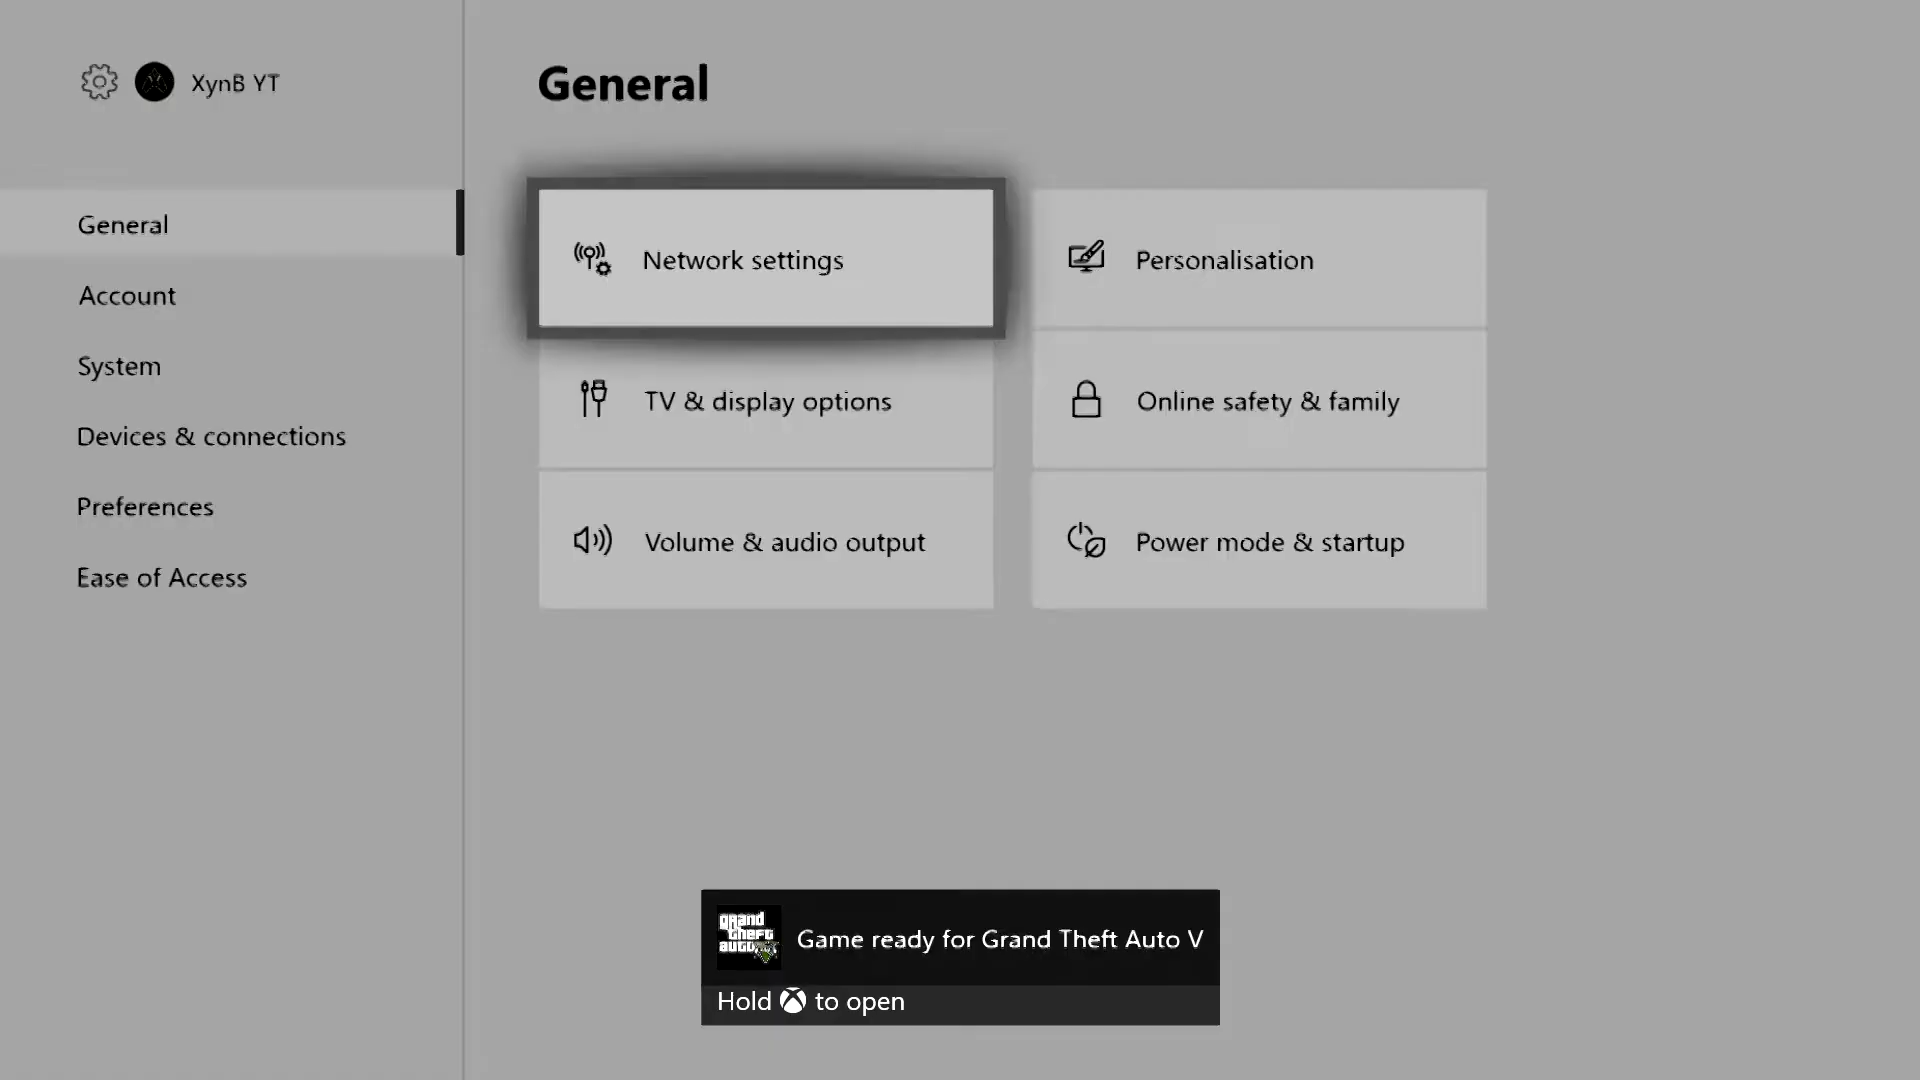 XynB YT
General
Account
System
Devices & connections
Preferences
Ease of Access
General
Network settings
Personalisation
TV & display options
Online safety & family
Volume & audio output
Power mode & startup
grand
theft
auto V
Game ready for Grand Theft Auto V
Hold to open